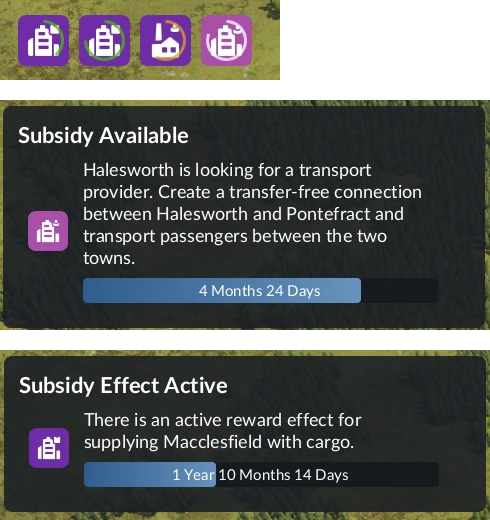 Subsidy Available
Halesworth is looking for a transport
provider. Create a transfer-free connection
between Halesworth and Pontefract and
transport passengers between the two
towns.
4 Months 24 Days
Subsidy Effect Active
There is an active reward effect for
supplying Macclesfield with cargo.
1 Year 10 Months 14 Days